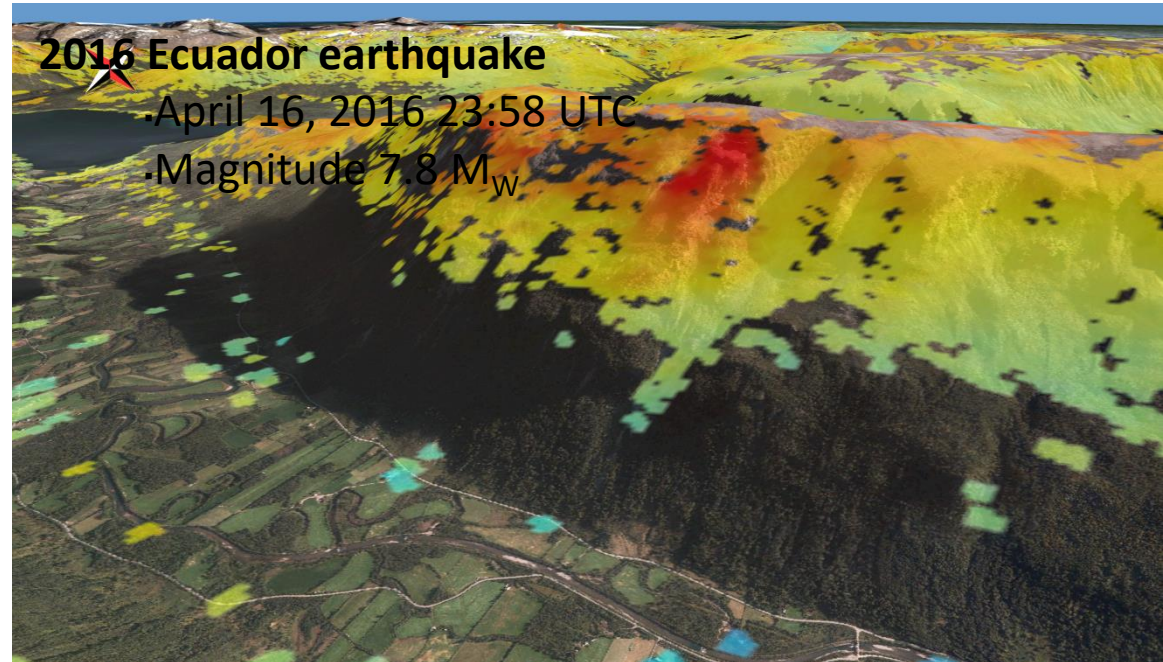 2016 Ecuador earthquake
▪April 16, 2016 23:58 UTC
▪Magnitude 7.8 MW